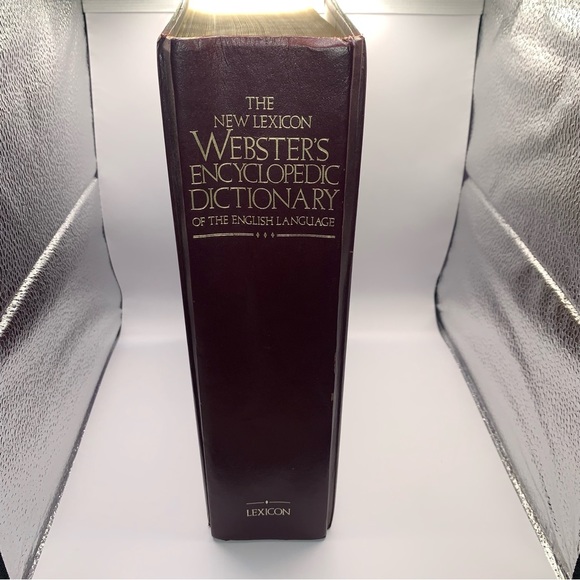 THE
NEW LEXICON
WEBSTER'S
ENCYCLOPEDIC
DICTIONARY
OF THE ENGLISH LANGUAGE
LEXICON